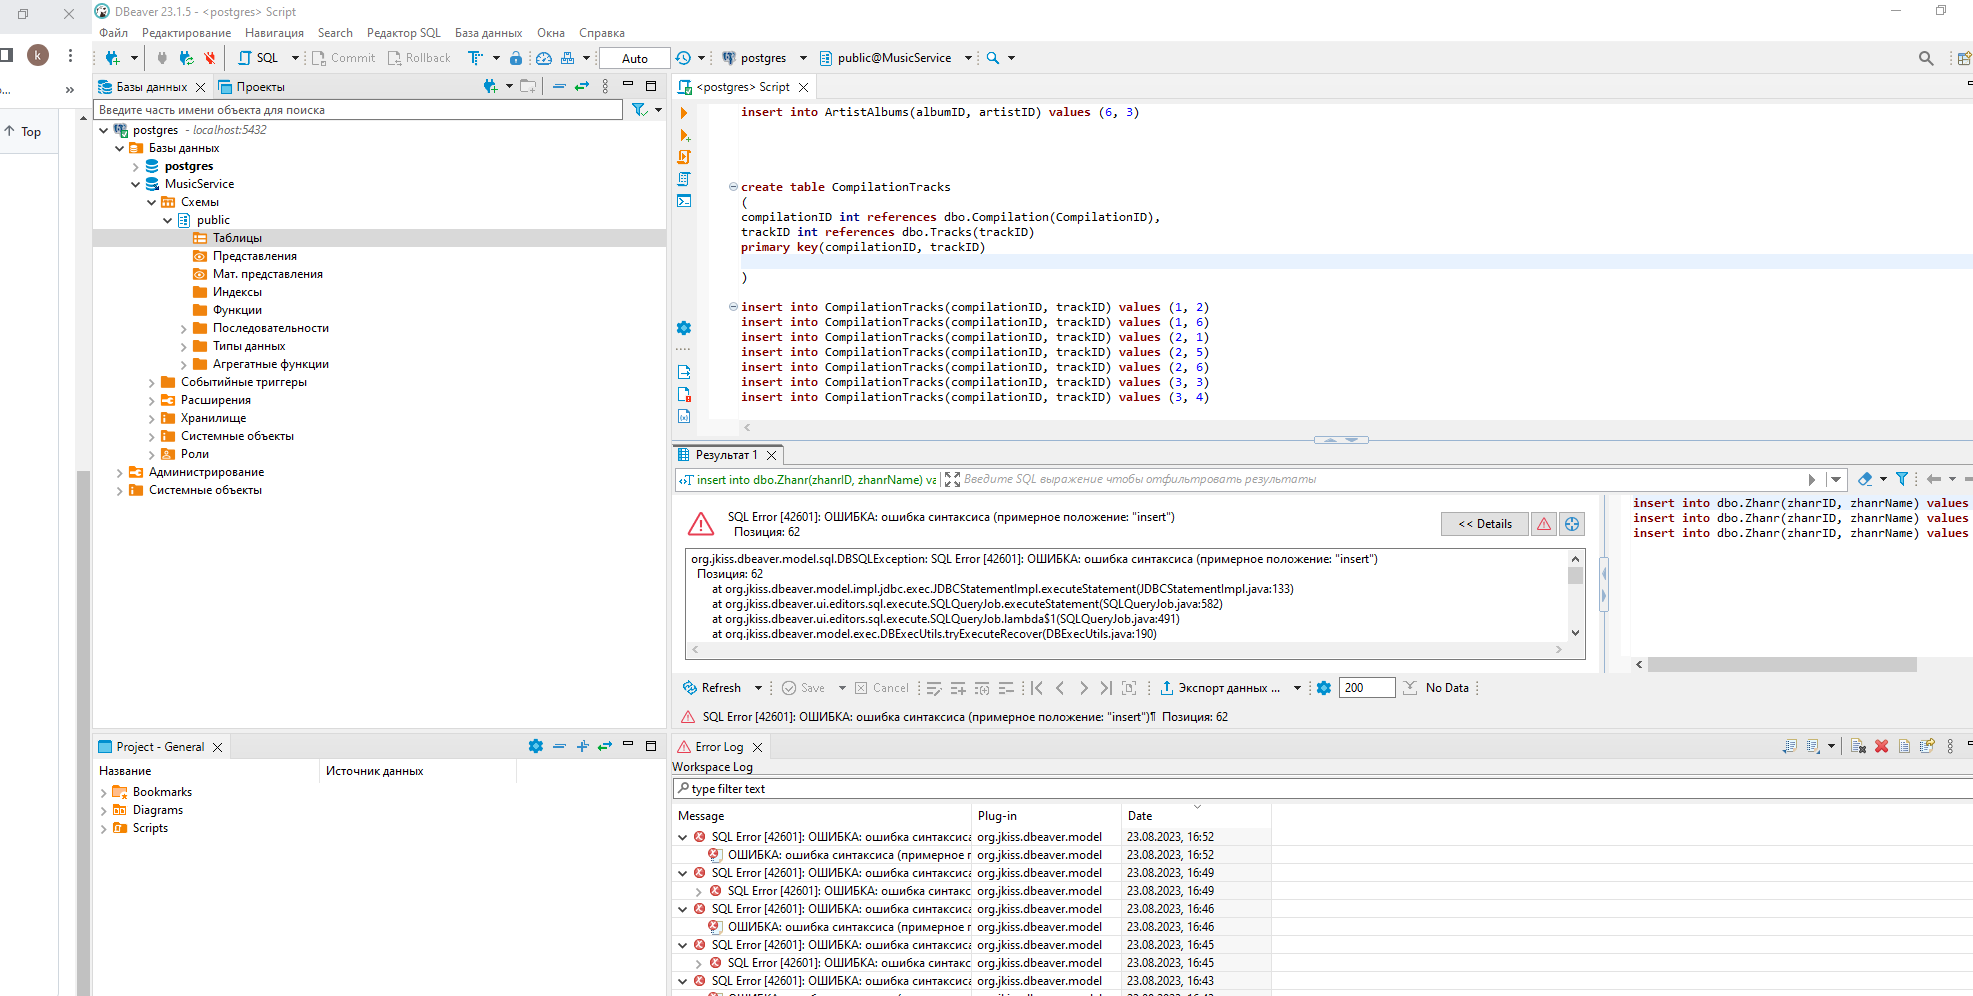 DBeaver 23.1.5 - <postgres> Script
Файл Редактирование Навигация Search Редактор SQL База данных Окна Справка
k
SQL Commit Rollback Auto postgres public@MusicService
Базы данных Проекты
Введите часть имени объекта для поиска
Top
postgres - localhost:5432
Базы данных
postgres
MusicService
Схемы
public
Таблицы
Представления
Мат. представления
Индексы
Функции
Последовательности
Типы данных
Агрегатные функции
Событийные триггеры
Расширения
Хранилище
Системные объекты
Роли
Администрирование
Системные объекты
<postgres> Script
insert into ArtistAlbums(albumID, artistID) values (6, 3)
create table CompilationTracks
(
compilationID int references dbo.Compilation(CompilationID),
trackID int references dbo.Tracks(trackID)
primary key(compilationID, trackID)
)
insert into CompilationTracks(compilationID, trackID) values (1, 2)
insert into CompilationTracks(compilationID, trackID) values (1, 6)
insert into CompilationTracks(compilationID, trackID) values (2, 1)
insert into CompilationTracks(compilationID, trackID) values (2, 5)
insert into CompilationTracks(compilationID, trackID) values (2, 6)
insert into CompilationTracks(compilationID, trackID) values (3, 3)
insert into CompilationTracks(compilationID, trackID) values (3, 4)
Результат 1
insert into dbo.Zhanr(zhanrID, zhanrName) va Введите SQL выражение чтобы отфильтровать результаты
SQL Error [42601]: ОШИБКА: ошибка синтаксиса (примерное положение: "insert")
Позиция: 62
<< Details
org.jkiss.dbeaver.model.sql.DBSQLException: SQL Error [42601]: ОШИБКА: ошибка синтаксиса (примерное положение: "insert")
Позиция: 62
at org.jkiss.dbeaver.model.impl.jdbc.exec.JDBCStatementImpl.executeStatement(JDBCStatementImpl.java:133)
at org.jkiss.dbeaver.ui.editors.sql.execute.SQLQueryJob.executeStatement(SQLQueryJob.java:582)
at org.jkiss.dbeaver.ui.editors.sql.execute.SQLQueryJob.lambda$1(SQLQueryJob.java:491)
at org.jkiss.dbeaver.model.exec.DBExecUtils.tryExecuteRecover(DBExecUtils.java:190)
insert into dbo.Zhanr(zhanrID, zhanrName) values
insert into dbo.Zhanr(zhanrID, zhanrName) values
insert into dbo.Zhanr(zhanrID, zhanrName) values
Refresh Save Cancel Экспорт данных ... 200 No Data
SQL Error [42601]: ОШИБКА: ошибка синтаксиса (примерное положение: "insert")¶ Позиция: 62
Project - General
Название Источник данных
Bookmarks
Diagrams
Scripts
Error Log
Workspace Log
type filter text
Message Plug-in Date
SQL Error [42601]: ОШИБКА: ошибка синтаксиса org.jkiss.dbeaver.model 23.08.2023, 16:52
ОШИБКА: ошибка синтаксиса (примерное п org.jkiss.dbeaver.model 23.08.2023, 16:52
SQL Error [42601]: ОШИБКА: ошибка синтаксиса org.jkiss.dbeaver.model 23.08.2023, 16:49
SQL Error [42601]: ОШИБКА: ошибка синтакс org.jkiss.dbeaver.model 23.08.2023, 16:49
SQL Error [42601]: ОШИБКА: ошибка синтаксиса org.jkiss.dbeaver.model 23.08.2023, 16:46
ОШИБКА: ошибка синтаксиса (примерное п org.jkiss.dbeaver.model 23.08.2023, 16:46
SQL Error [42601]: ОШИБКА: ошибка синтаксиса org.jkiss.dbeaver.model 23.08.2023, 16:45
SQL Error [42601]: ОШИБКА: ошибка синтакс org.jkiss.dbeaver.model 23.08.2023, 16:45
SQL Error [42601]: ОШИБКА: ошибка синтаксиса org.jkiss.dbeaver.model 23.08.2023, 16:43